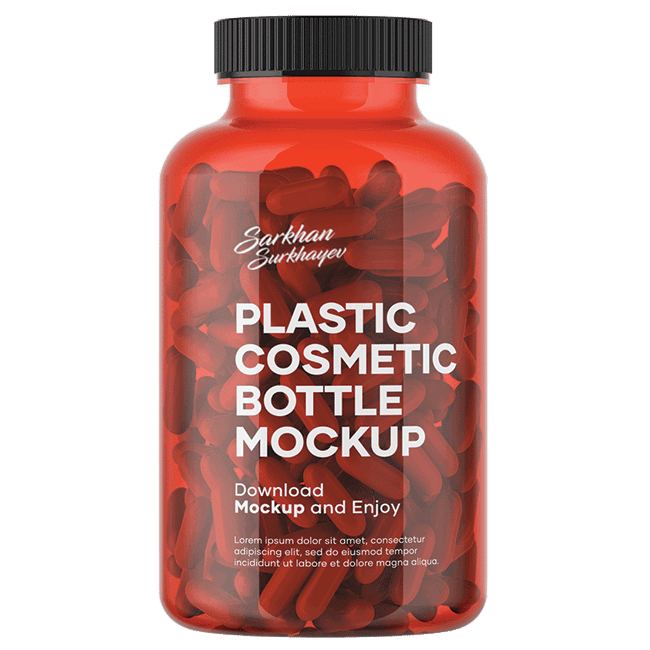 Sarkhan
Surkhayev
PLASTIC
COSMETIC
BOTTLE
MOCKUP
Download
Mockup and Enjoy
Lorem ipsum dolor sit amet, consectetur
adipiscing elit, sed do eiusmod tempor
incididunt ut labore et dolore magna aliqua.